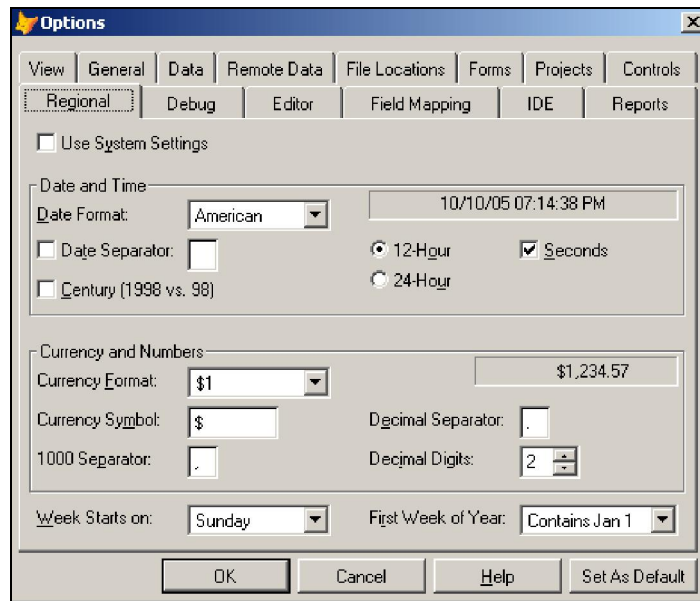 Options
View General Data Remote Data File Locations Forms Projects Controls
Regional Debug Editor Field Mapping IDE Reports
Use System Settings
Date and Time
Date Format: American 10/10/05 07:14:38 PM
Date Separator: 12-Hour Seconds
Century (1998 vs. 98) 24-Hour
Currency and Numbers
Currency Format: $1 $1,234.57
Currency Symbol: $ Decimal Separator: .
1000 Separator: , Decimal Digits: 2
Week Starts on: Sunday First Week of Year: Contains Jan 1
OK Cancel Help Set As Default